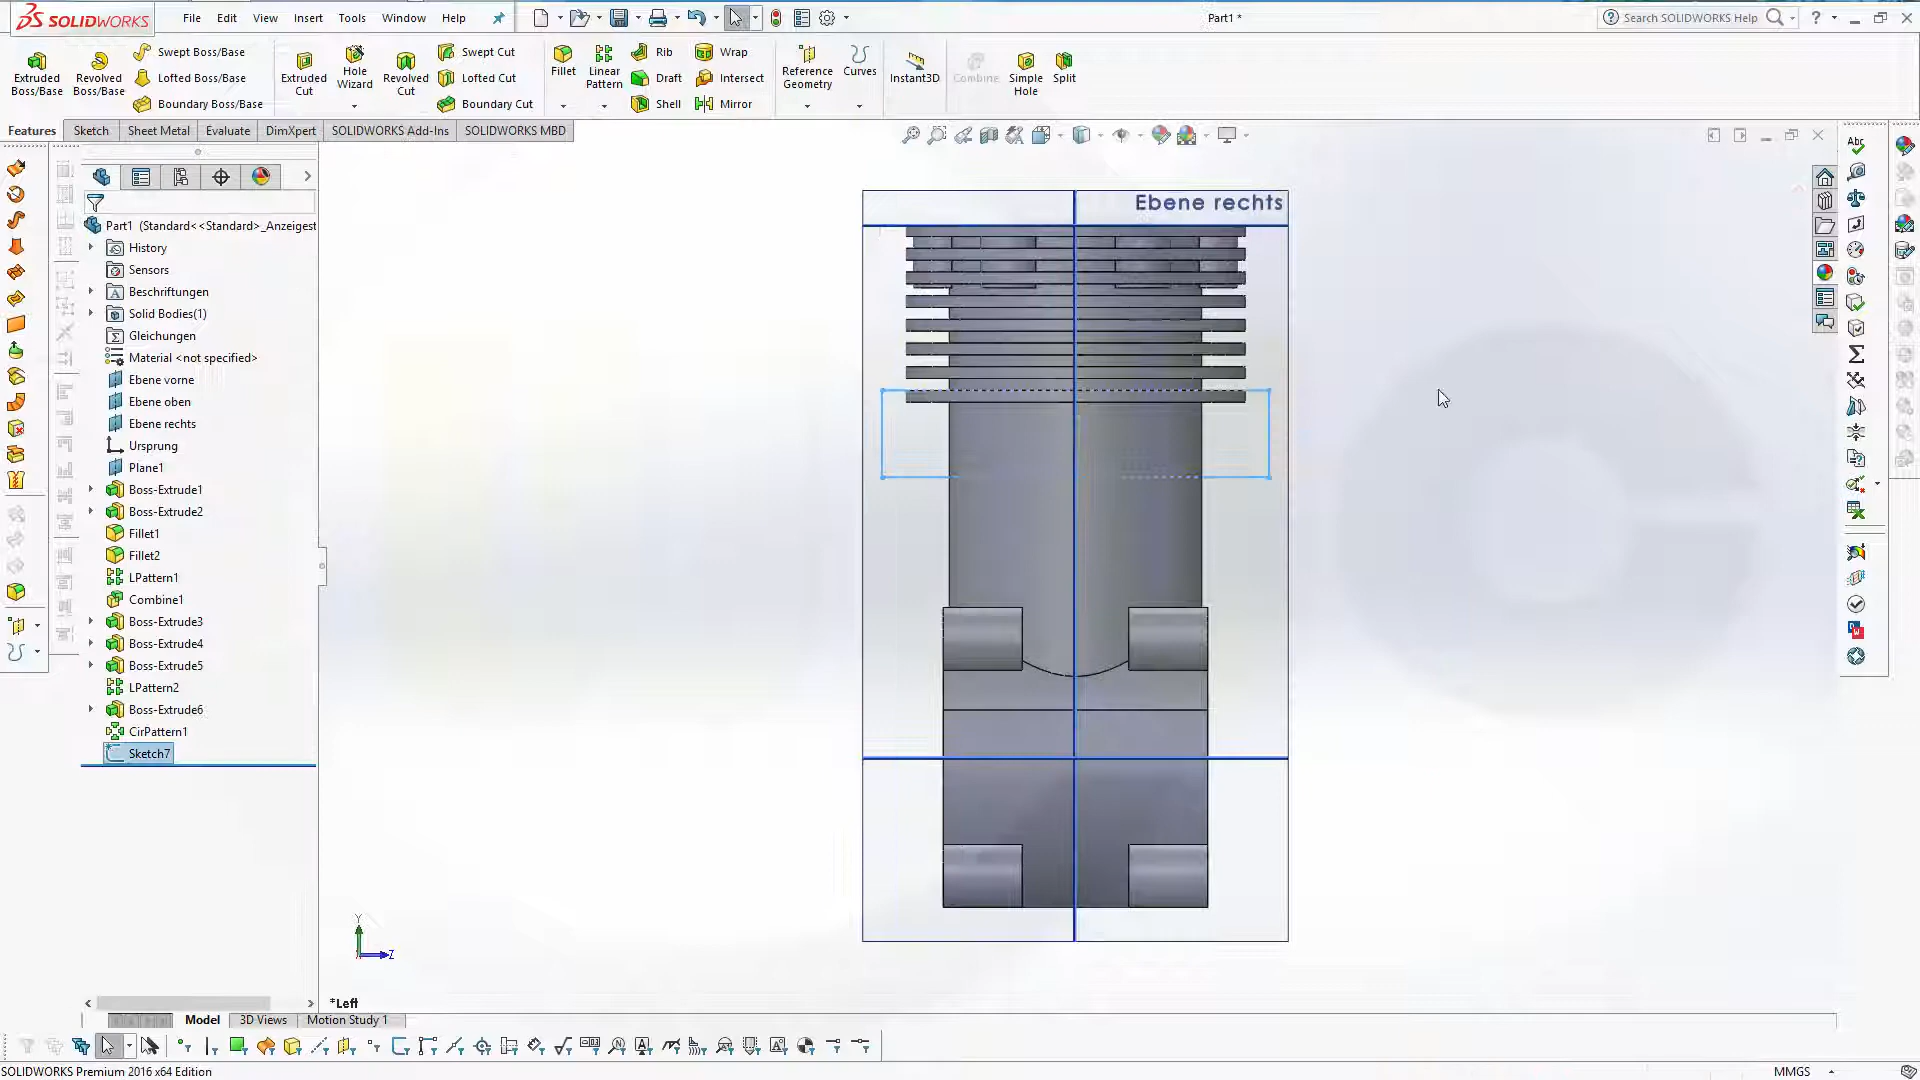 SOLIDWORKS File Edit View Insert Tools Window Help Part1 * Search SOLIDWORKS Help
Extruded Boss/Base
Revolved Boss/Base
Swept Boss/Base
Lofted Boss/Base
Boundary Boss/Base
Extruded Cut
Hole Wizard
Revolved Cut
Swept Cut
Lofted Cut
Boundary Cut
Fillet
Linear Pattern
Rib
Draft
Shell
Wrap
Intersect
Mirror
Reference Geometry
Curves
Instant3D
Combine
Simple Hole
Split
Features Sketch Sheet Metal Evaluate DimXpert SOLIDWORKS Add-Ins SOLIDWORKS MBD
Abc
Part1 (Standard<<Standard>_Anzeigest
History
Sensors
Beschriftungen
Solid Bodies(1)
Gleichungen
Material <not specified>
Ebene vorne
Ebene oben
Ebene rechts
Ursprung
Plane1
Boss-Extrude1
Boss-Extrude2
Fillet1
Fillet2
LPattern1
Combine1
Boss-Extrude3
Boss-Extrude4
Boss-Extrude5
LPattern2
Boss-Extrude6
CirPattern1
Sketch7
Ebene rechts
Y
Z
*Left
Model 3D Views Motion Study 1
SOLIDWORKS Premium 2016 x64 Edition MMGS